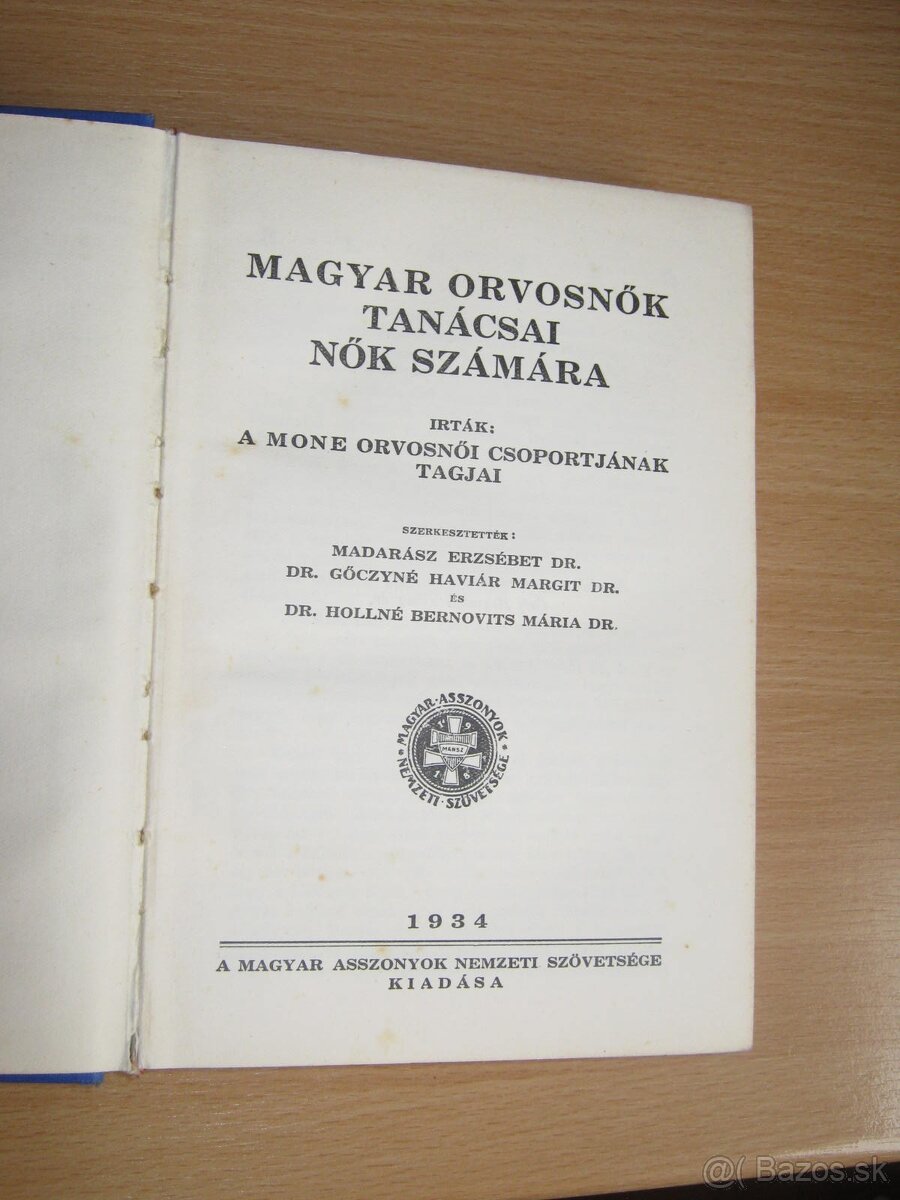 MAGYAR ORVOSNŐK
TANÁCSAI
NŐK SZÁMÁRA
IRTÁK:
A MONE ORVOSNŐI CSOPORTJÁNAK
TAGJAI
SZERKESZTETTÉK:
MADARÁSZ ERZSÉBET DR.
DR. GŐCZYNÉ HAVIÁR MARGIT DR.
ÉS
DR. HOLLNÉ BERNOVITS MÁRIA DR.
MAGYAR·ASSZONYOK
NEMZETI·SZÖVETSÉGE
19
MANSZ
18
1934
A MAGYAR ASSZONYOK NEMZETI SZÖVETSÉGE
KIADÁSA
@( Bazos.sk